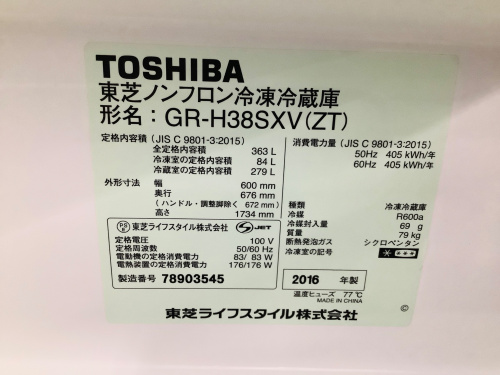 TOSHIBA
東芝ノンフロン冷凍冷蔵庫
形名：GR-H38SXV(ZT)
定格内容積 (JIS C 9801-3:2015)
全定格内容積 363 L
冷凍室の定格内容積 84 L
冷蔵室の定格内容積 279 L
外形寸法 幅 600 mm
奥行 676 mm
(ハンドル・調整脚除く 672 mm)
高さ 1734 mm
消費電力量 (JIS C 9801-3:2015)
50Hz 405 kWh/年
60Hz 405 kWh/年
種類 冷凍冷蔵庫
冷媒 R600a
冷媒封入量 69 g
質量 79 kg
断熱発泡ガス シクロペンタン
冷凍室の記号
PS E 東芝ライフスタイル株式会社 S-JET
定格電圧 100 V
定格周波数 50/60 Hz
電動機の定格消費電力 83/ 83 W
電熱装置の定格消費電力 176/176 W
製造番号 78903545
2016 年製
温度ヒューズ 77℃
MADE IN CHINA
東芝ライフスタイル株式会社
©